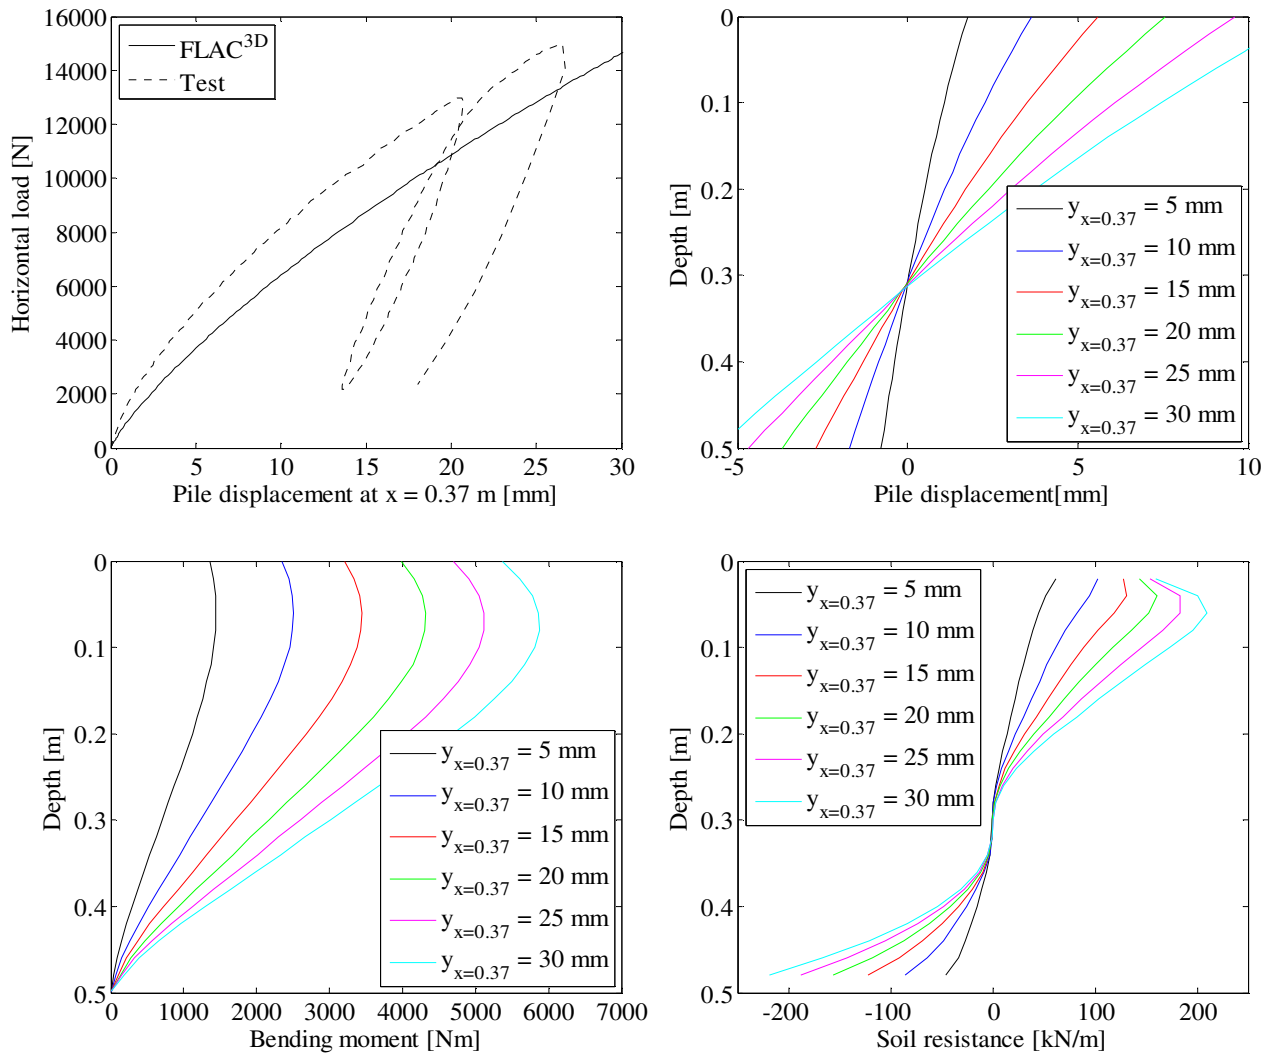 16000
14000
12000
10000
8000
6000
4000
2000
0
Horizontal load [N]
FLAC3D
Test
0 5 10 15 20 25 30
Pile displacement at x = 0.37 m [mm]
0
0.1
0.2
0.3
0.4
0.5
Depth [m]
yx=0.37 = 5 mm
yx=0.37 = 10 mm
yx=0.37 = 15 mm
yx=0.37 = 20 mm
yx=0.37 = 25 mm
yx=0.37 = 30 mm
-5 0 5 10
Pile displacement[mm]
0
0.1
0.2
0.3
0.4
0.5
Depth [m]
yx=0.37 = 5 mm
yx=0.37 = 10 mm
yx=0.37 = 15 mm
yx=0.37 = 20 mm
yx=0.37 = 25 mm
yx=0.37 = 30 mm
0 1000 2000 3000 4000 5000 6000 7000
Bending moment [Nm]
0
0.1
0.2
0.3
0.4
0.5
Depth [m]
yx=0.37 = 5 mm
yx=0.37 = 10 mm
yx=0.37 = 15 mm
yx=0.37 = 20 mm
yx=0.37 = 25 mm
yx=0.37 = 30 mm
-200 -100 0 100 200
Soil resistance [kN/m]